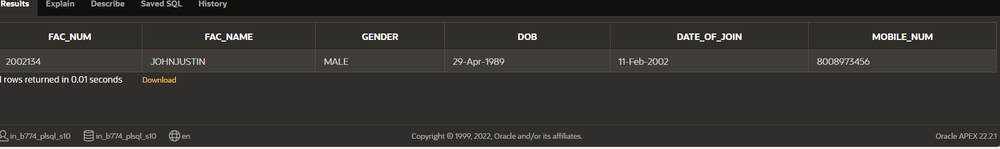 Results Explain Describe Saved SQL History
FAC_NUM FAC_NAME GENDER DOB DATE_OF_JOIN MOBILE_NUM
2002134 JOHNJUSTIN MALE 29-Apr-1989 11-Feb-2002 8008973456
1 rows returned in 0.01 seconds Download
in_b774_plsql_s10 in_b774_plsql_s10 en Copyright © 1999, 2022, Oracle and/or its affiliates. Oracle APEX 22.2.1